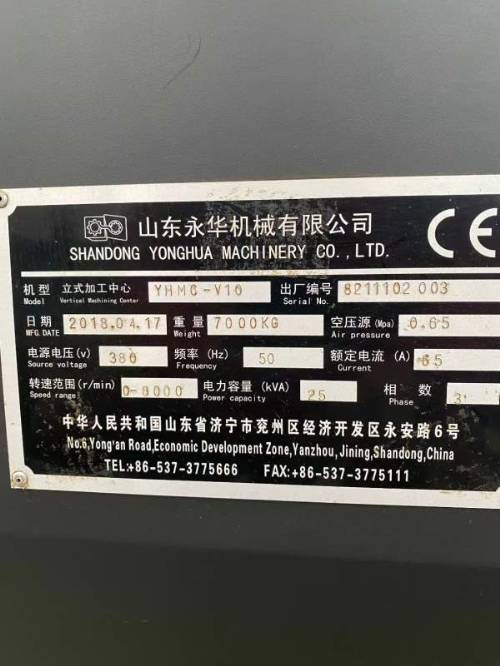 山东永华机械有限公司
SHANDONG YONGHUA MACHINERY CO.,LTD.
CE
机型 立式加工中心 YHMC-V10 出厂编号 8211102 003
Model Vertical Machining Center Serial No.
日期 2018.04.17 重量 7000KG 空压源(Mpa) 0.65
MFG.DATE Weight Air pressure
电源电压(v) 380 频率(Hz) 50 额定电流(A) 65
Source voltage Frequency Current
转速范围(r/min) 0-8000 电力容量(kVA) 25 相数 3
Speed range Power capacity Phase
中华人民共和国山东省济宁市兖州区经济开发区永安路6号
No.6,Yong'an Road,Economic Development Zone,Yanzhou,Jining,Shandong,China
TEL:+86-537-3775666 FAX:+86-537-3775111